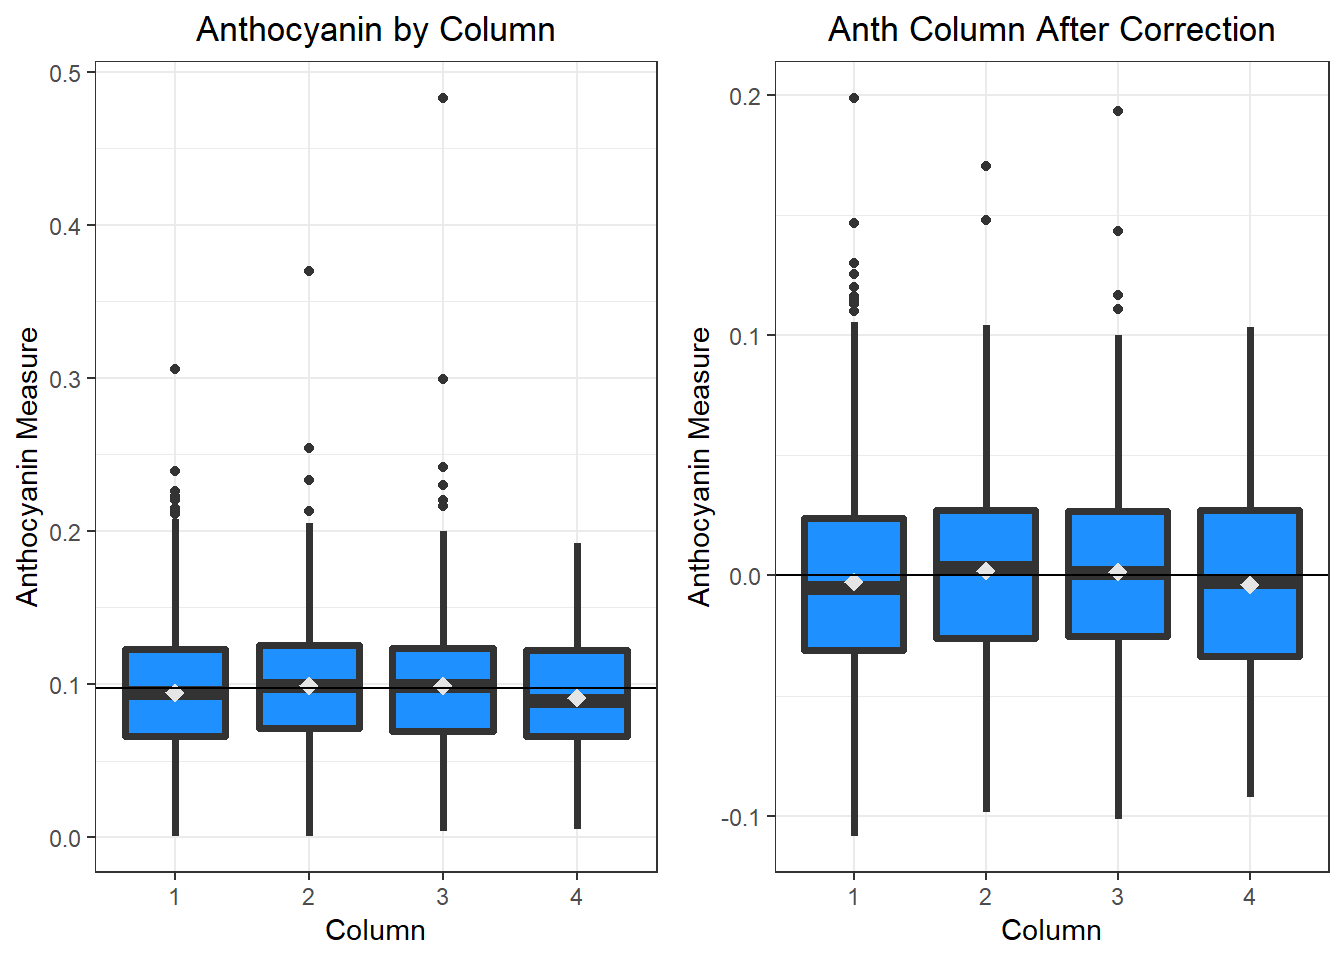 Anthocyanin by Column
0.5
0.4
0.3
0.2
0.1
0.0
Anthocyanin Measure
1 2 3 4
Column
Anth Column After Correction
0.2
0.1
0.0
-0.1
Anthocyanin Measure
1 2 3 4
Column